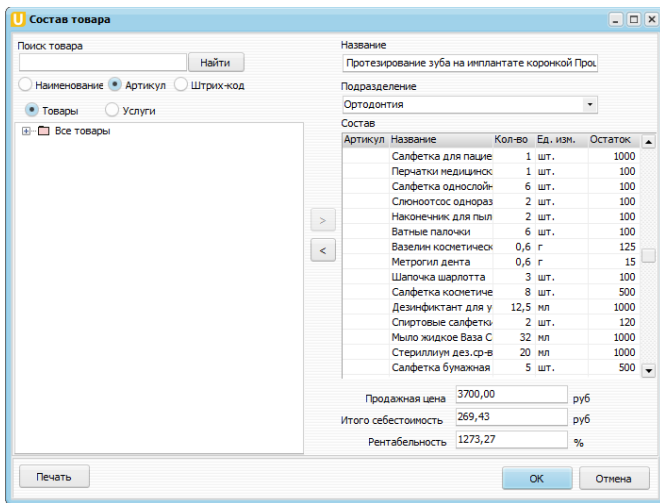 Состав товара
Поиск товара
Найти
Наименование Артикул Штрих-код
Товары Услуги
Все товары
>
<
Название
Протезирование зуба на имплантате коронкой Проц
Подразделение
Ортодонтия
Состав
Артикул Название Кол-во Ед. изм. Остаток
Салфетка для пацие 1 шт. 1000
Перчатки медицинск 1 шт. 100
Салфетка однослойн 6 шт. 100
Слюноотсос однораз 2 шт. 100
Наконечник для пыл 2 шт. 100
Ватные палочки 6 шт. 100
Вазелин косметическ 0,6 г 125
Метрогил дента 0,6 г 15
Шапочка шарлотта 3 шт. 100
Салфетка косметиче 8 шт. 500
Дезинфиктант для у 12,5 мл 1000
Спиртовые салфетки 2 шт. 120
Мыло жидкое Ваза С 32 мл 1000
Стериллиум дез.ср-в 20 мл 1000
Салфетка бумажная 5 шт. 500
Продажная цена 3700,00 руб
Итого себестоимость 269,43 руб
Рентабельность 1273,27 %
Печать
ОК
Отмена